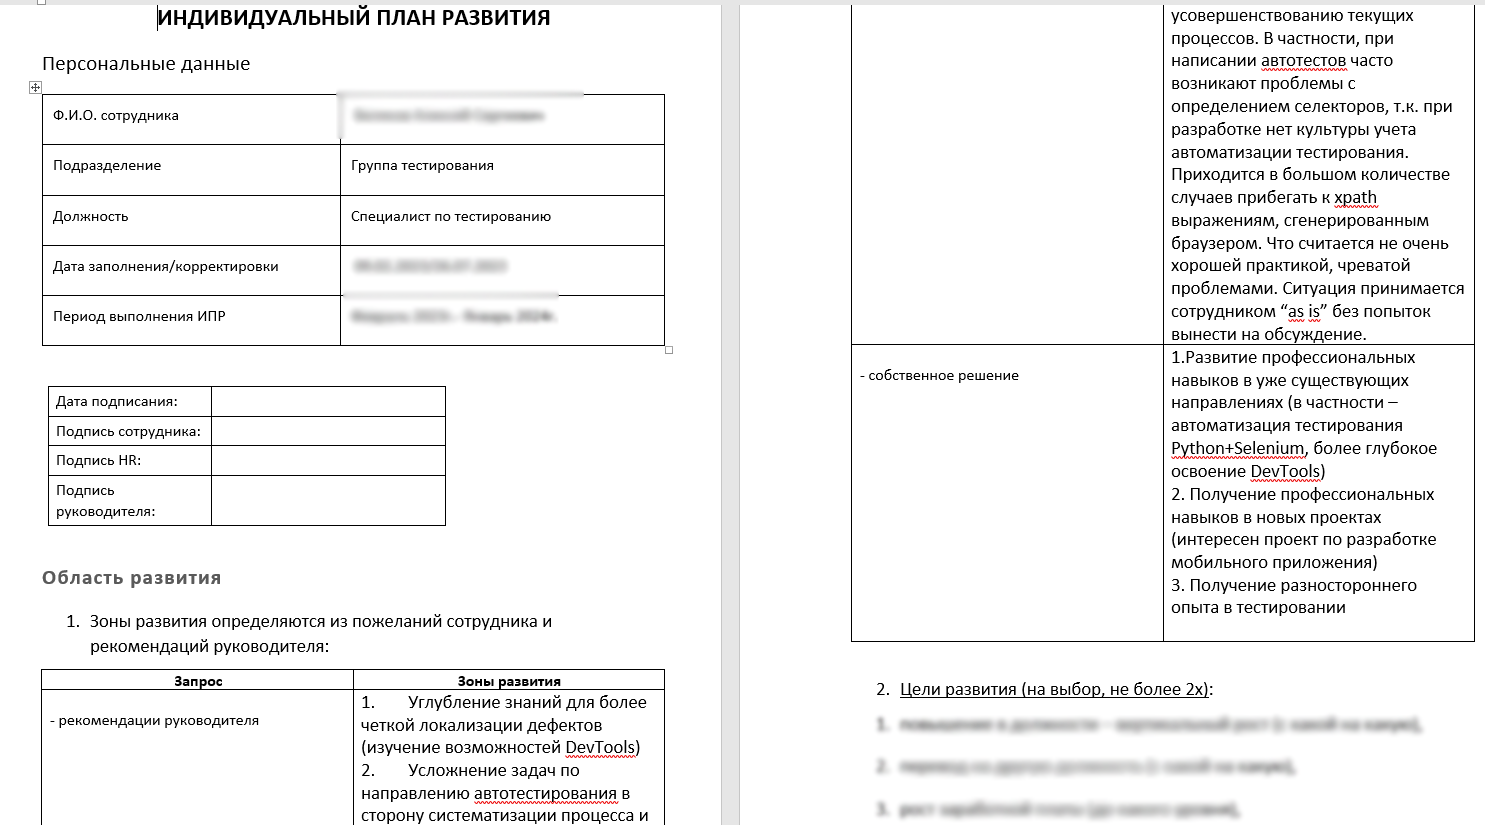 ИНДИВИДУАЛЬНЫЙ ПЛАН РАЗВИТИЯ
Персональные данные
Ф.И.О. сотрудника
Подразделение Группа тестирования
Должность Специалист по тестированию
Дата заполнения/корректировки
Период выполнения ИПР
Дата подписания:
Подпись сотрудника:
Подпись HR:
Подпись
руководителя:
Область развития
1. Зоны развития определяются из пожеланий сотрудника и
рекомендаций руководителя:
Запрос Зоны развития
- рекомендации руководителя
1. Углубление знаний для более
четкой локализации дефектов
(изучение возможностей DevTools)
2. Усложнение задач по
направлению автотестирования в
сторону систематизации процесса и
усовершенствованию текущих
процессов. В частности, при
написании автотестов часто
возникают проблемы с
определением селекторов, т.к. при
разработке нет культуры учета
автоматизации тестирования.
Приходится в большом количестве
случаев прибегать к xpath
выражениям, сгенерированным
браузером. Что считается не очень
хорошей практикой, чреватой
проблемами. Ситуация принимается
сотрудником “as is” без попыток
вынести на обсуждение.
- собственное решение
1.Развитие профессиональных
навыков в уже существующих
направлениях (в частности –
автоматизация тестирования
Python+Selenium, более глубокое
освоение DevTools)
2. Получение профессиональных
навыков в новых проектах
(интересен проект по разработке
мобильного приложения)
3. Получение разностороннего
опыта в тестировании
2. Цели развития (на выбор, не более 2х):
1.
2.
3.